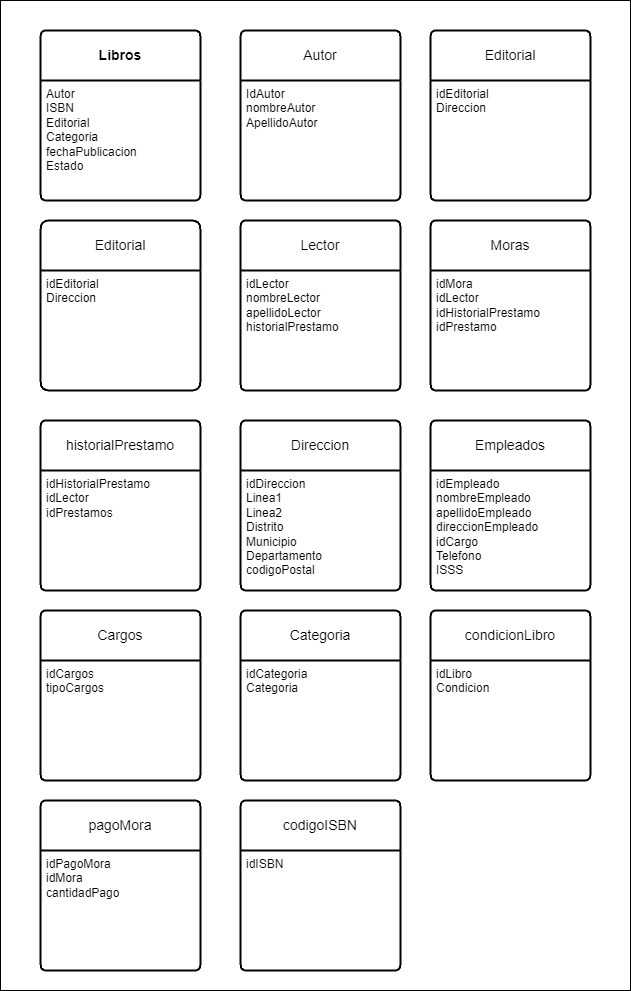 Libros
Autor
ISBN
Editorial
Categoria
fechaPublicacion
Estado
Autor
IdAutor
nombreAutor
ApellidoAutor
Editorial
idEditorial
Direccion
Editorial
idEditorial
Direccion
Lector
idLector
nombreLector
apellidoLector
historialPrestamo
Moras
idMora
idLector
idHistorialPrestamo
idPrestamo
historialPrestamo
idHistorialPrestamo
idLector
idPrestamos
Direccion
idDireccion
Linea1
Linea2
Distrito
Municipio
Departamento
codigoPostal
Empleados
idEmpleado
nombreEmpleado
apellidoEmpleado
direccionEmpleado
idCargo
Telefono
ISSS
Cargos
idCargos
tipoCargos
Categoria
idCategoria
Categoria
condicionLibro
idLibro
Condicion
pagoMora
idPagoMora
idMora
cantidadPago
codigoISBN
idISBN